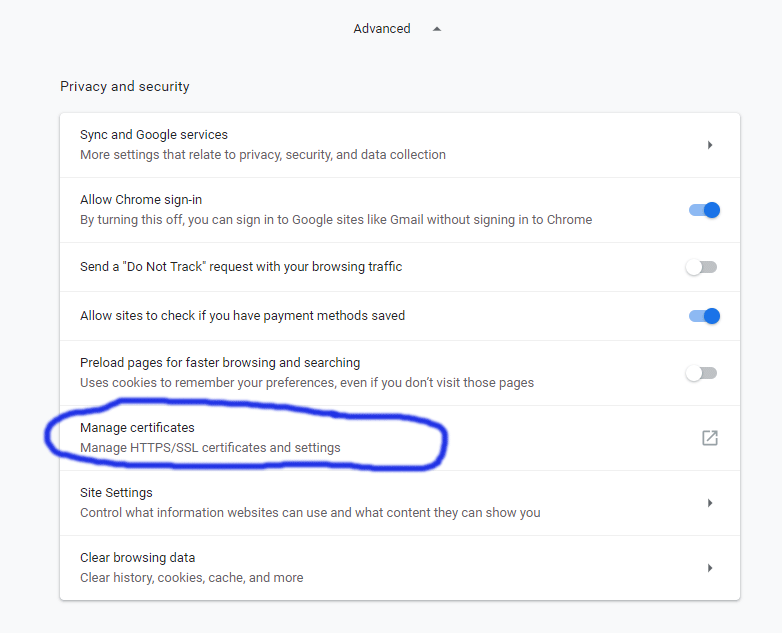 Advanced
Privacy and security
Sync and Google services
More settings that relate to privacy, security, and data collection
Allow Chrome sign-in
By turning this off, you can sign in to Google sites like Gmail without signing in to Chrome
Send a "Do Not Track" request with your browsing traffic
Allow sites to check if you have payment methods saved
Preload pages for faster browsing and searching
Uses cookies to remember your preferences, even if you don’t visit those pages
Manage certificates
Manage HTTPS/SSL certificates and settings
Site Settings
Control what information websites can use and what content they can show you
Clear browsing data
Clear history, cookies, cache, and more